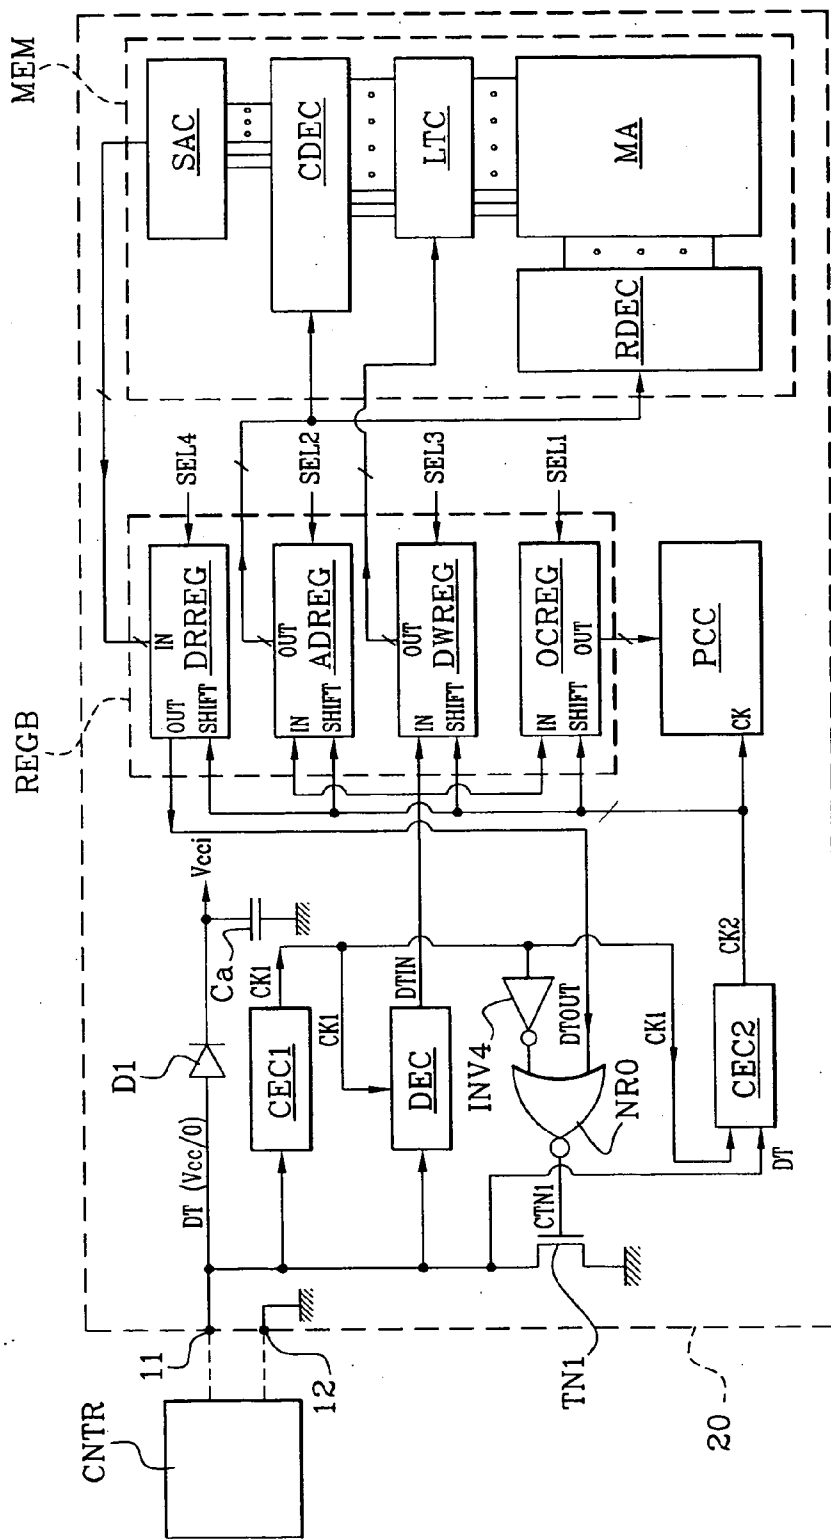 CNTR
11
12
20
DT (Vcc/0)
D1
Vcci
Ca
CEC1
CK1
CK1
DEC
DTIN
INV4
DTOUT
NR0
CTN1
TN1
CK1
DT
CEC2
CK2
REGB
OUT
IN
SHIFT
DRREG
SEL4
IN
OUT
SHIFT
ADREG
SEL2
IN
OUT
SHIFT
DWREG
SEL3
IN
SHIFT
OUT
OCREG
SEL1
PCC
CK
MEM
SAC
CDEC
LTC
MA
RDEC